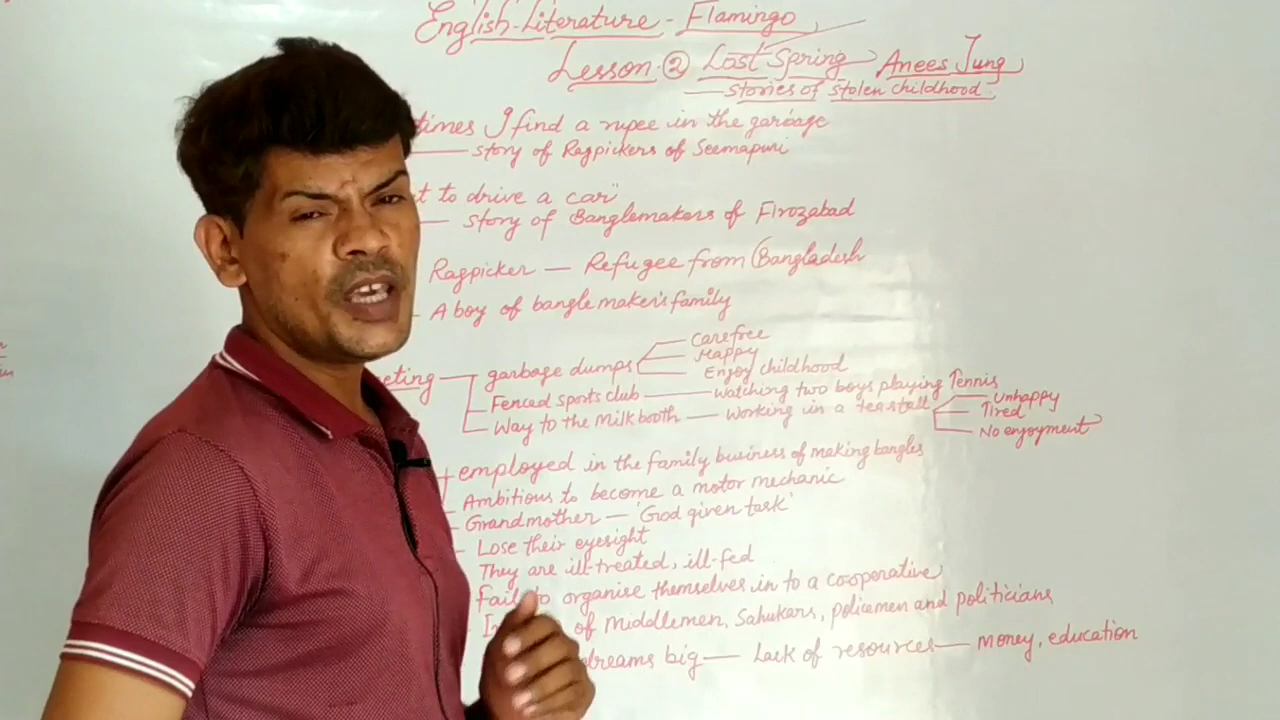 English-Literature - Flamingo
Lesson ② Lost Spring Anees Jung
— stories of stolen childhood.
times I find a rupee in the garbage
— story of Ragpickers of Seemapuri
t to drive a car"
— story of Banglemakers of Firozabad
Ragpicker — Refugee from Bangladesh
- A boy of bangle maker's family
eting — garbage dumps — Carefree
Happy
Enjoy childhood
Fenced sports club — Watching two boys playing Tennis
Way to the Milk booth — Working in a teastall — Unhappy
Tired
No enjoyment
employed in the family business of making bangles
Ambitious to become a motor mechanic
Grandmother — 'God given task'
Lose their eyesight
They are ill-treated, ill-fed
Fail to organise themselves in to a cooperative
of Middlemen, Sahukars, policemen and politicians
dreams big — Lack of resources — money, education